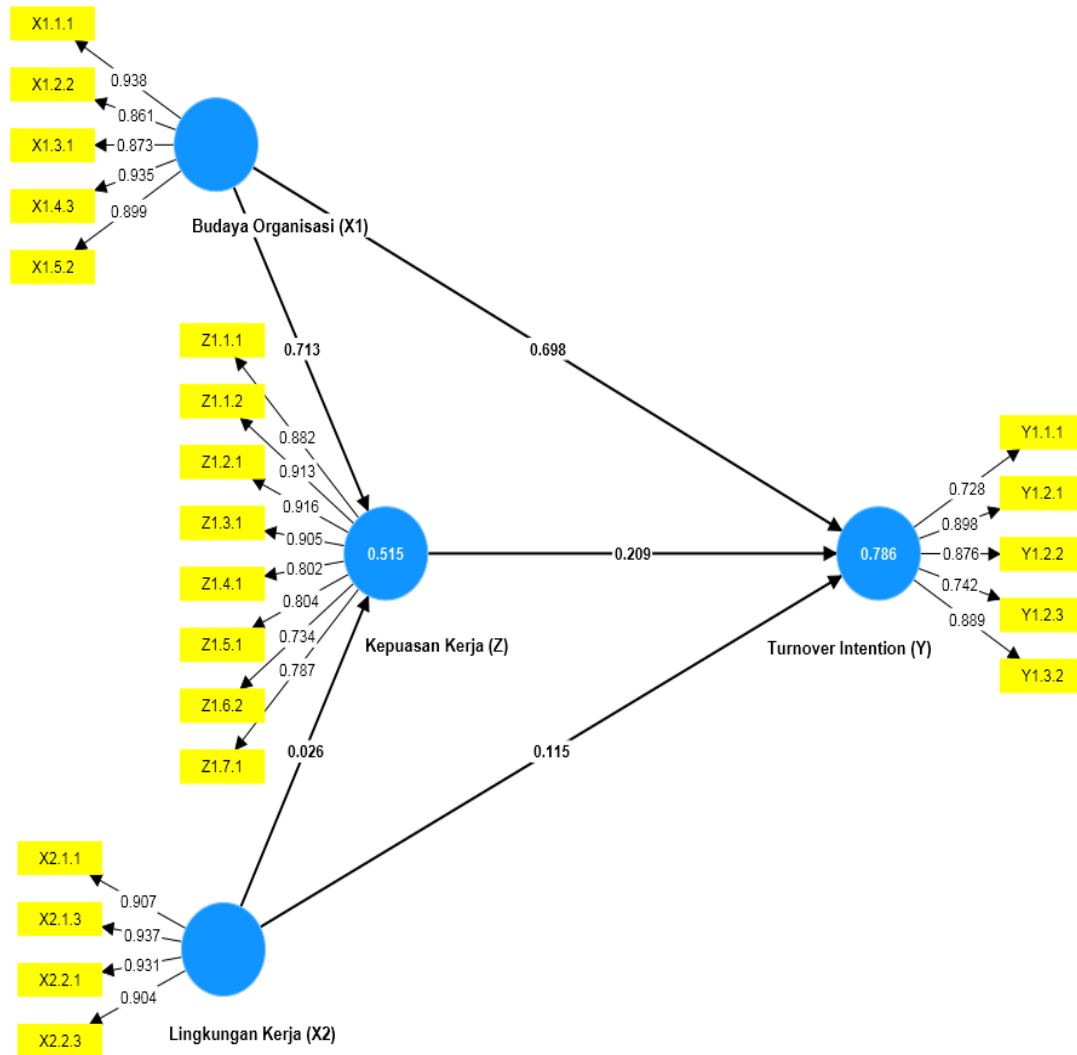 X1.1.1
0.938
X1.2.2
0.861
X1.3.1
0.873
X1.4.3
0.935
X1.5.2
0.899
Budaya Organisasi (X1)
0.713
0.698
Z1.1.1
0.882
Z1.1.2
0.913
Z1.2.1
0.916
Z1.3.1
0.905
Z1.4.1
0.802
Z1.5.1
0.804
Z1.6.2
0.734
Z1.7.1
0.787
0.515
Kepuasan Kerja (Z)
0.209
0.026
0.115
Y1.1.1
0.728
Y1.2.1
0.898
Y1.2.2
0.876
Y1.2.3
0.742
Y1.3.2
0.889
0.786
Turnover Intention (Y)
X2.1.1
0.907
X2.1.3
0.937
X2.2.1
0.931
X2.2.3
0.904
Lingkungan Kerja (X2)